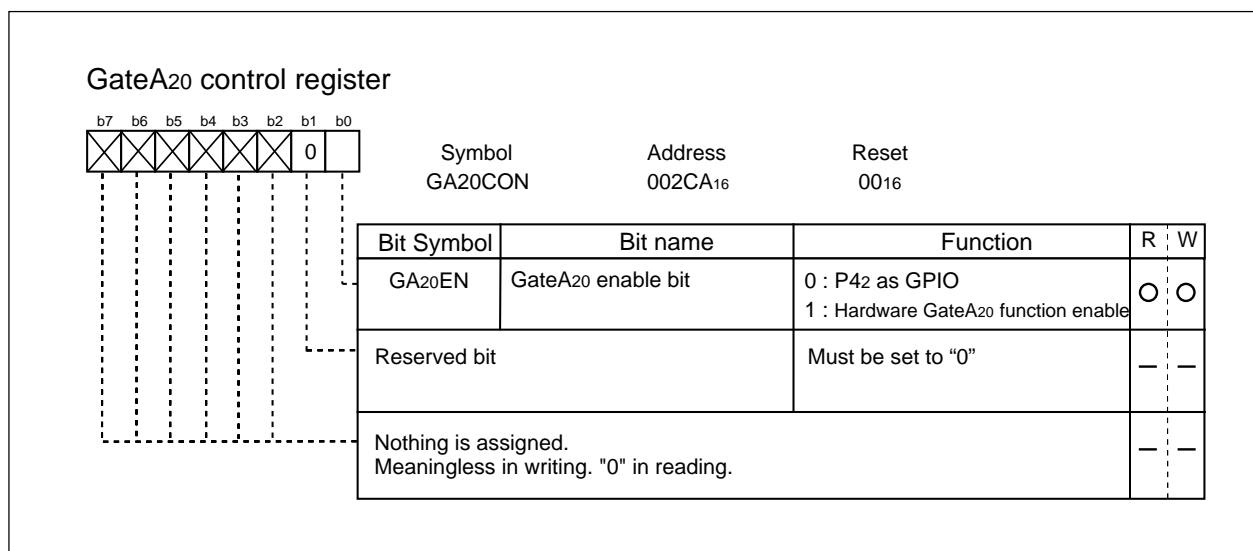 GateA20 control register
b7 b6 b5 b4 b3 b2 b1 b0
0
Symbol Address Reset
GA20CON 002CA16 0016
Bit Symbol Bit name Function R W
GA20EN GateA20 enable bit 0 : P42 as GPIO
1 : Hardware GateA20 function enable
Reserved bit Must be set to “0”
Nothing is assigned.
Meaningless in writing. "0" in reading.